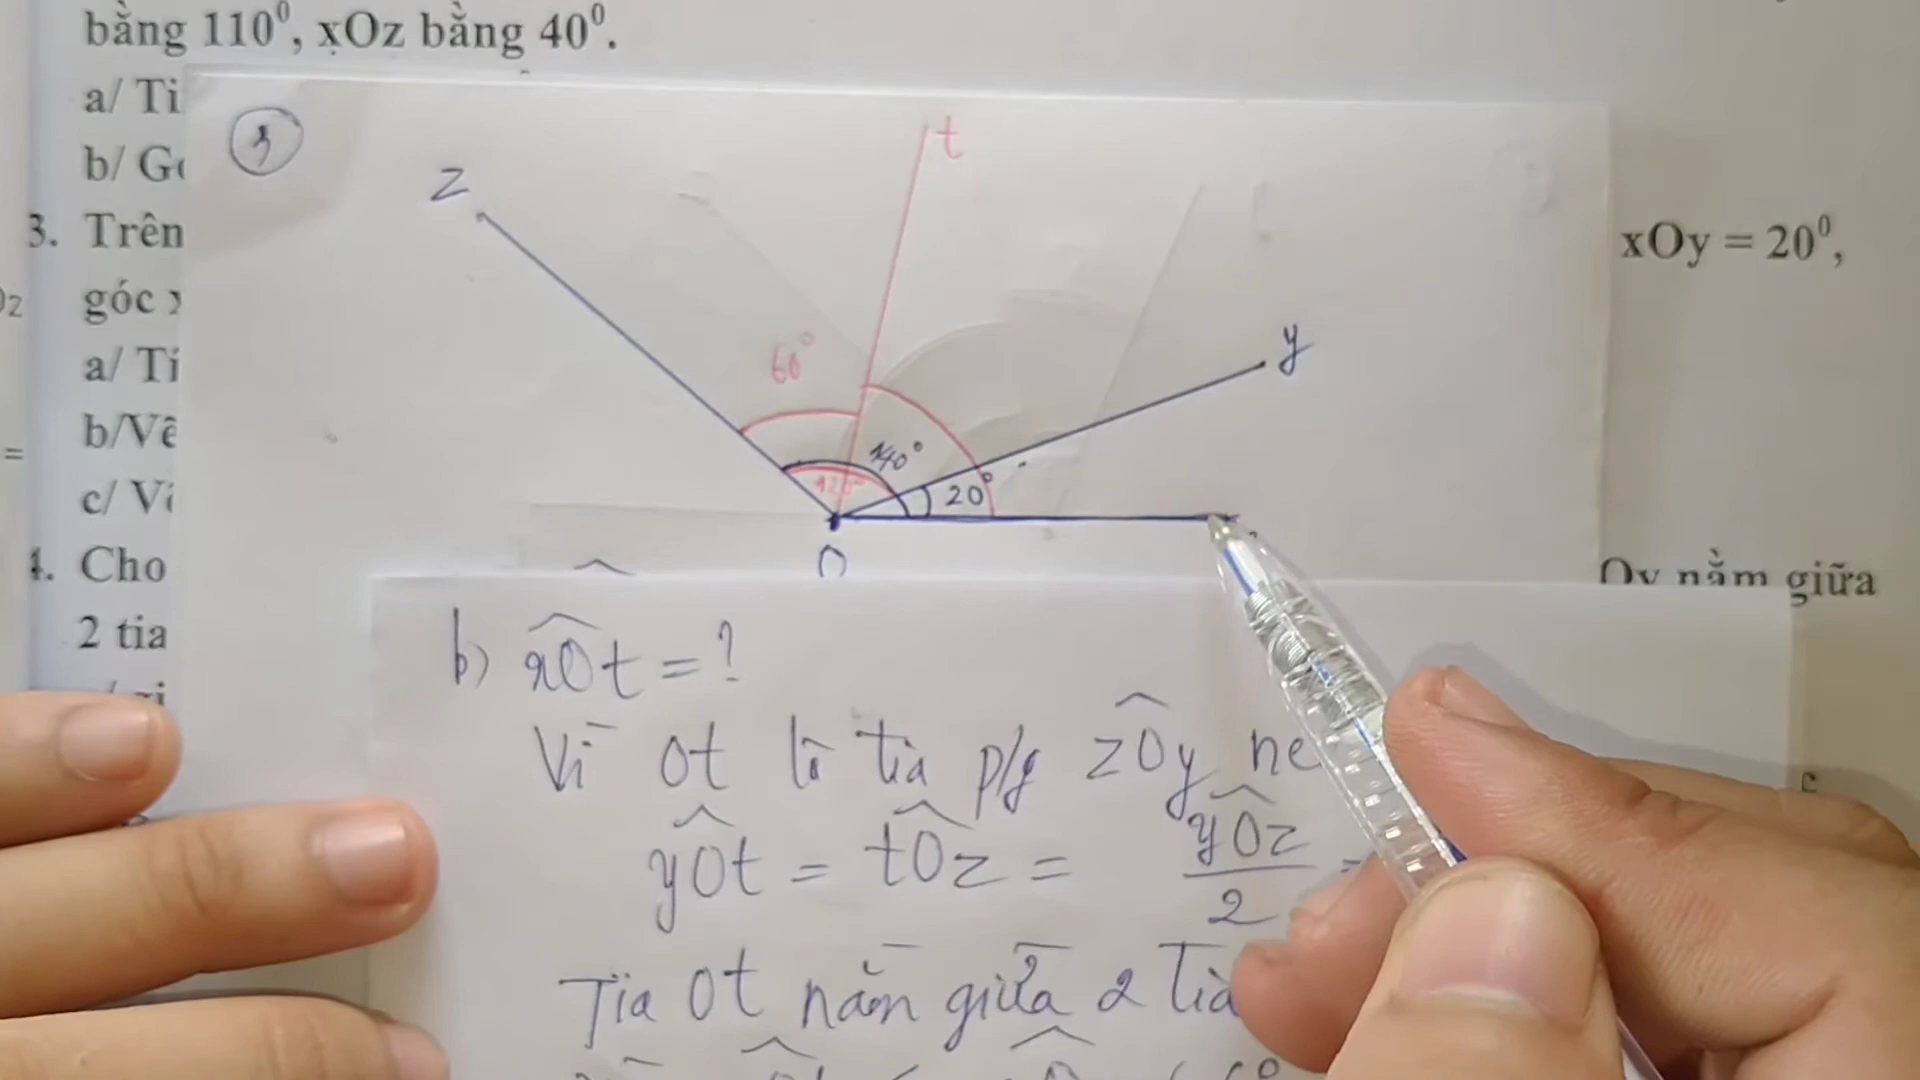 bằng 110⁰, xOz bằng 40⁰.
a/ Ti
b/ G
3. Trên
xOy = 20⁰,
góc x
a/ Tí
b/Vẽ
c/ Vẽ
4. Cho
Oy nằm giữa
2 tia
3
z
t
y
60°
140°
120°
20°
O
b) xOt = ?
Vì Ot là tia p/g zOy nê
yOt = tOz = yOz/2 =
Tia Ot nằm giữa 2 tia